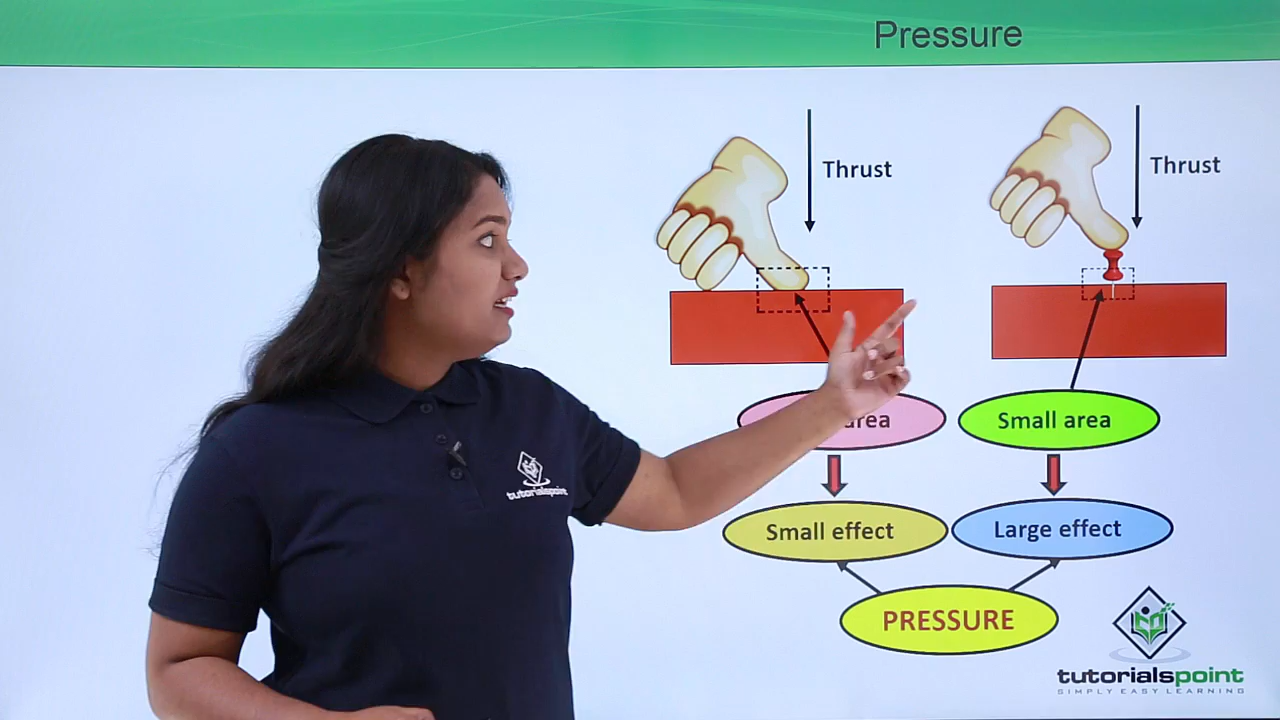 Pressure
Thrust
Thrust
area
Small area
Small effect
Large effect
PRESSURE
tutorialspoint
tutorialspoint
SIMPLY EASY LEARNING